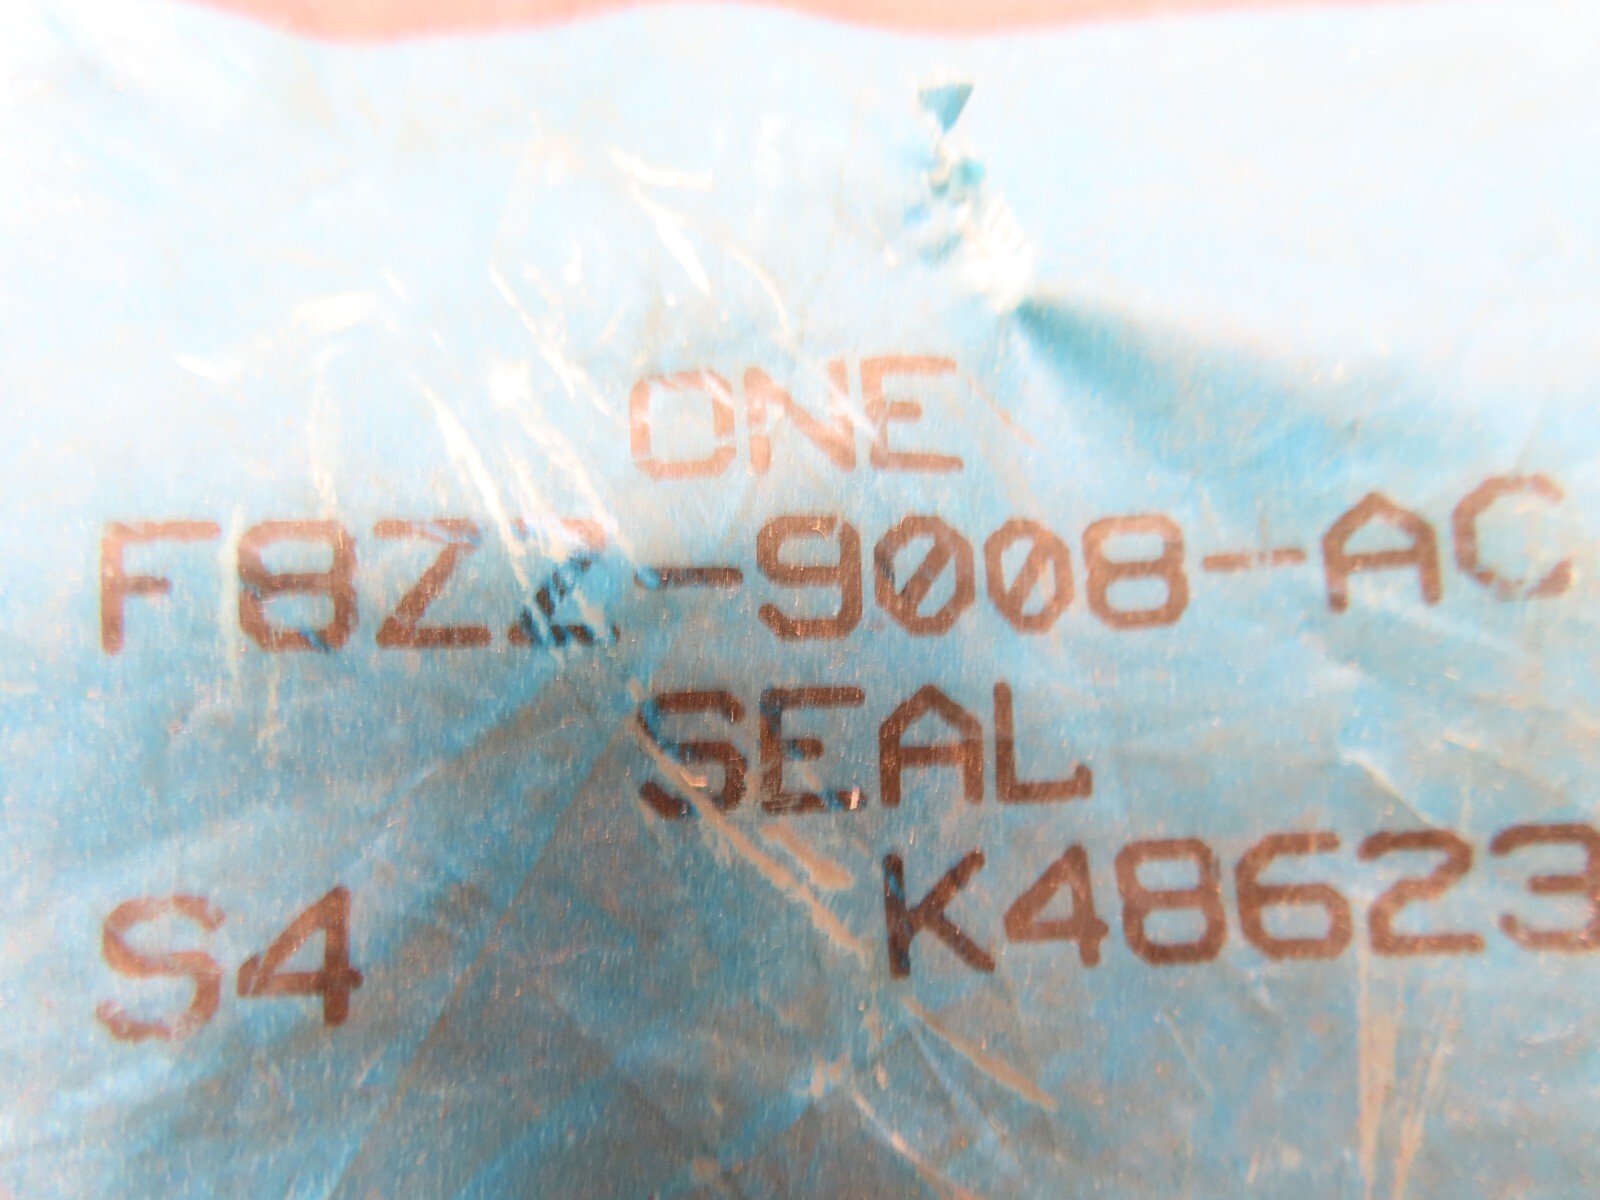 ONE
F8ZZ-9008-AC
SEAL
S4 K48623